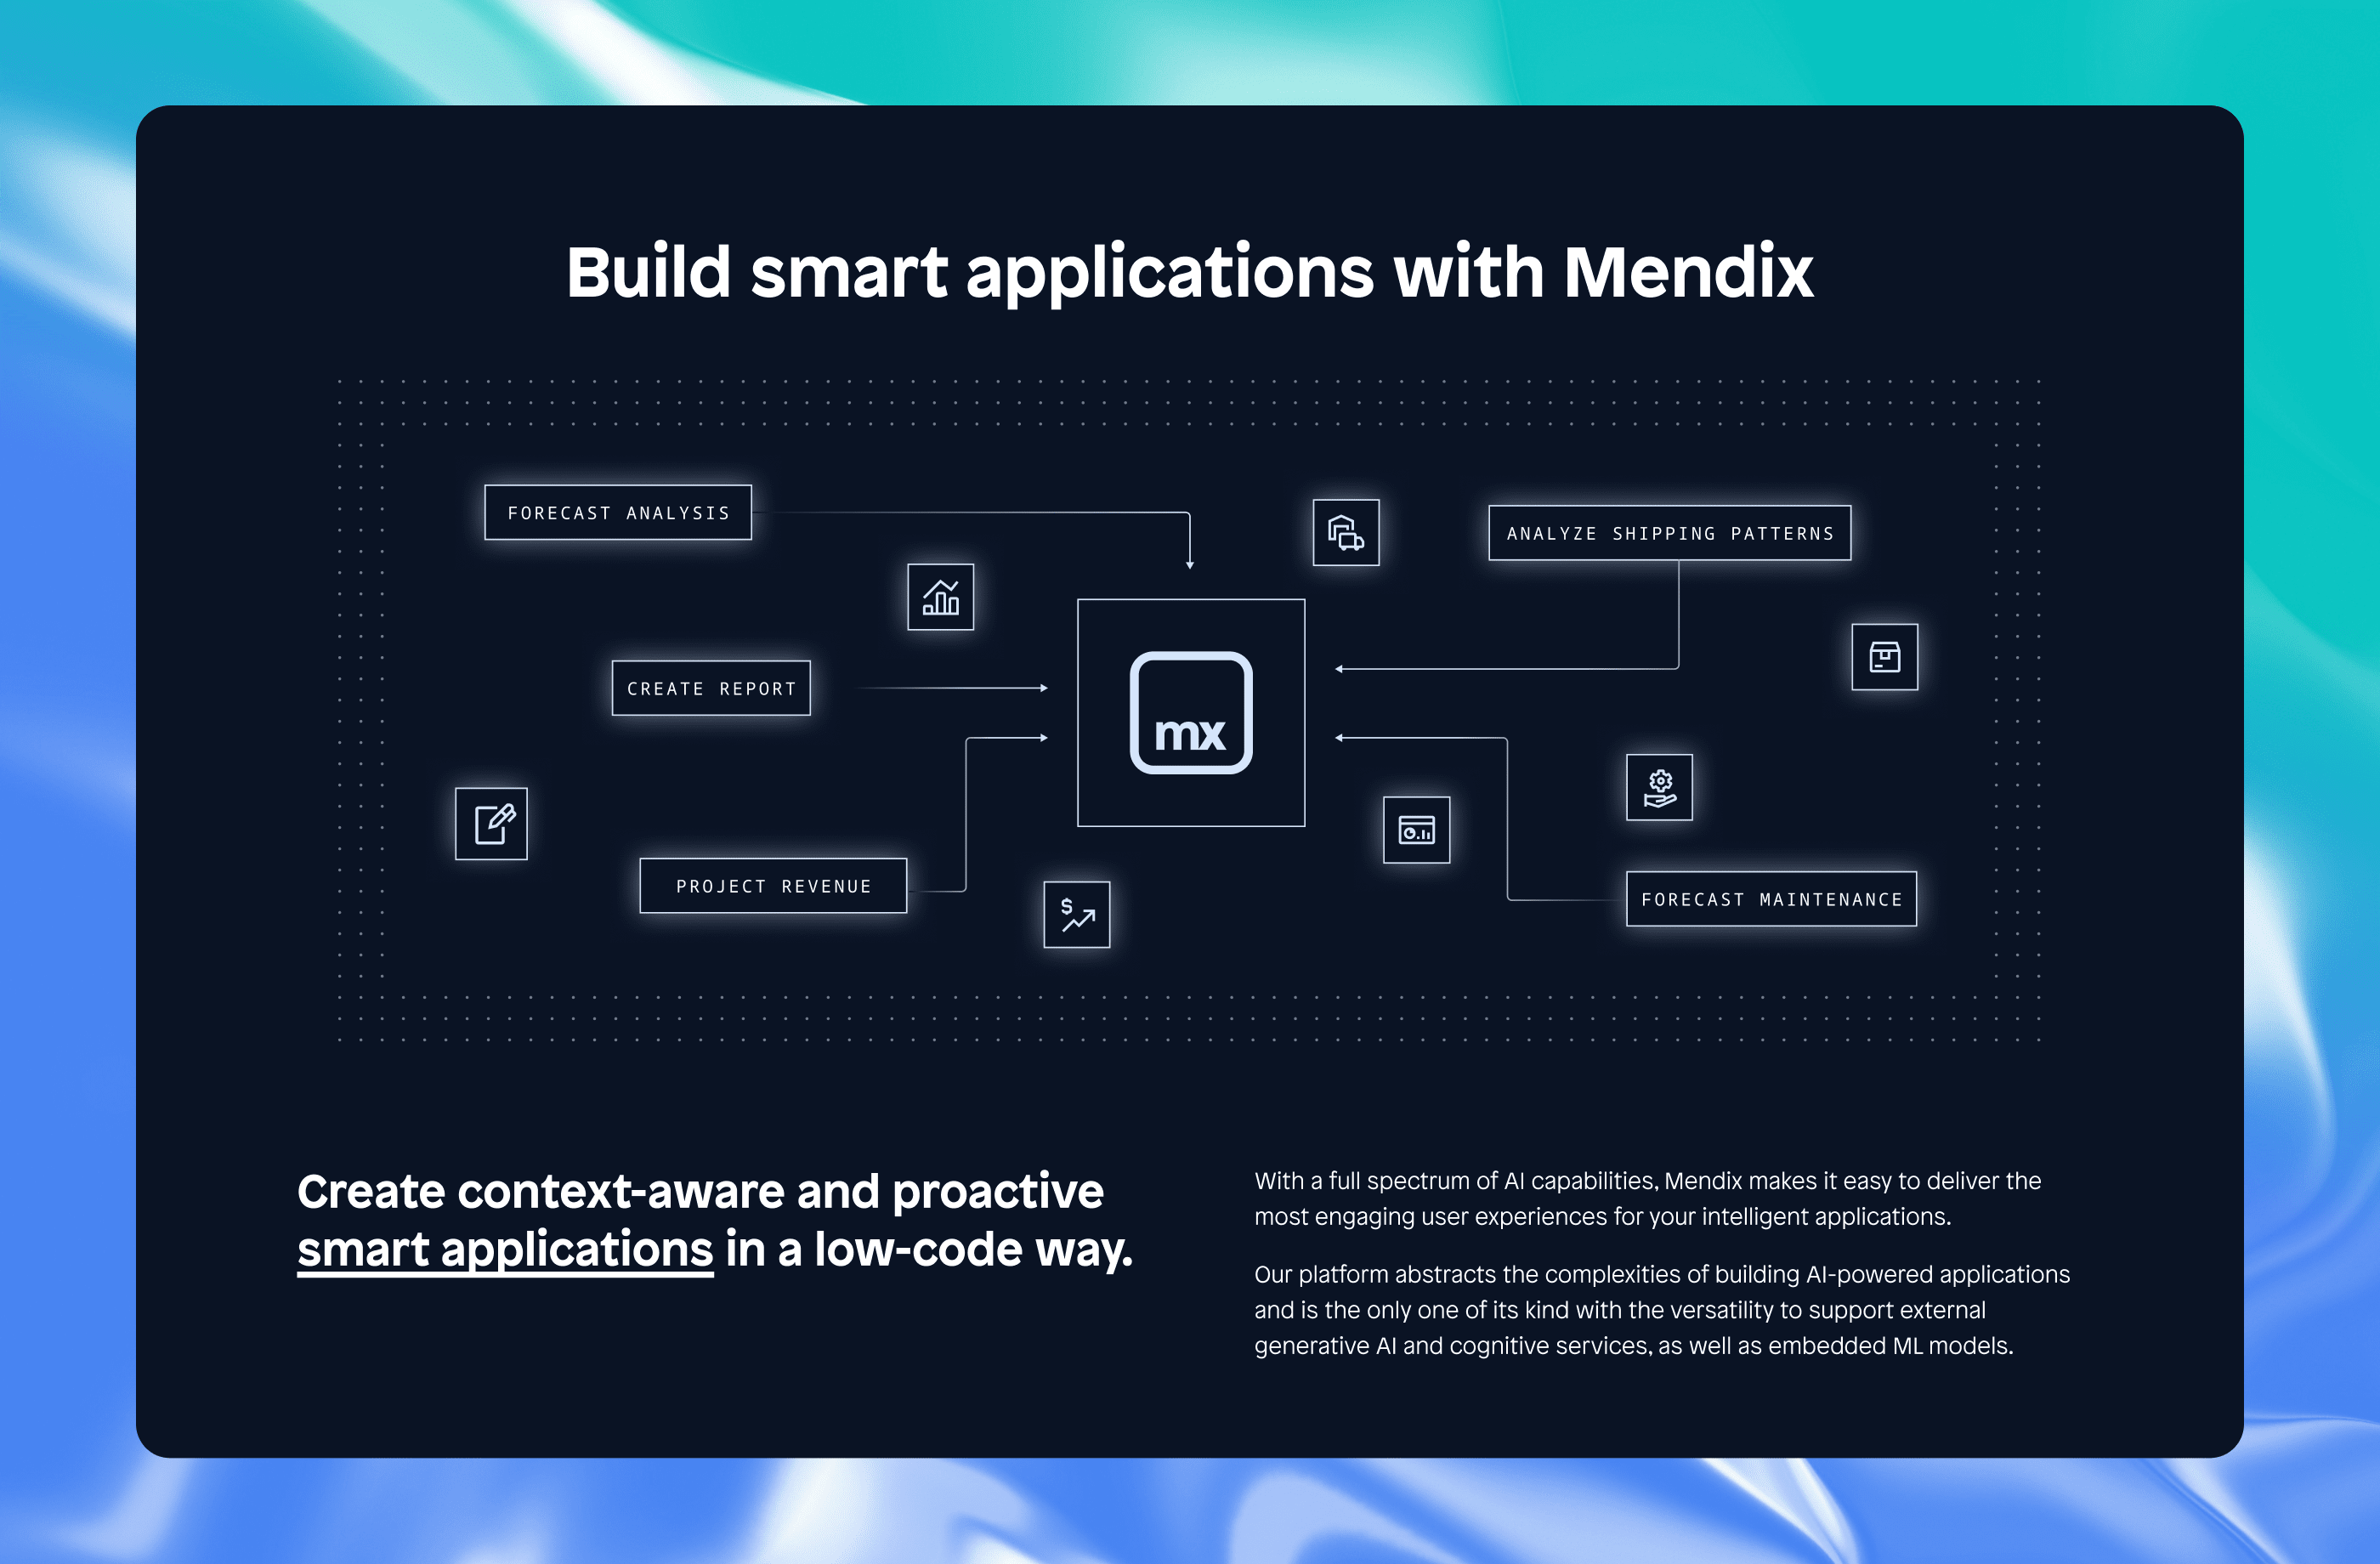 Build smart applications with Mendix
FORECAST ANALYSIS
ANALYZE SHIPPING PATTERNS
CREATE REPORT
mx
PROJECT REVENUE
$
FORECAST MAINTENANCE
Create context-aware and proactive
smart applications in a low-code way.
With a full spectrum of AI capabilities, Mendix makes it easy to deliver the
most engaging user experiences for your intelligent applications.
Our platform abstracts the complexities of building AI-powered applications
and is the only one of its kind with the versatility to support external
generative AI and cognitive services, as well as embedded ML models.